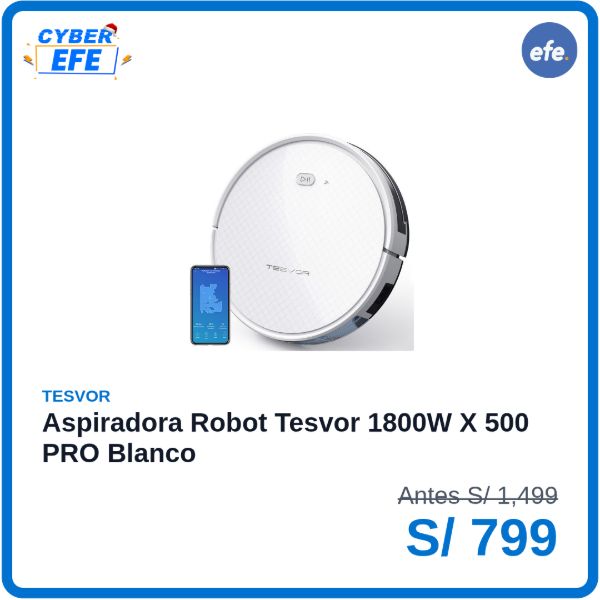 CYBER
EFE
efe.
TESVOR
TESVOR
Aspiradora Robot Tesvor 1800W X 500
PRO Blanco
Antes S/ 1,499
S/ 799